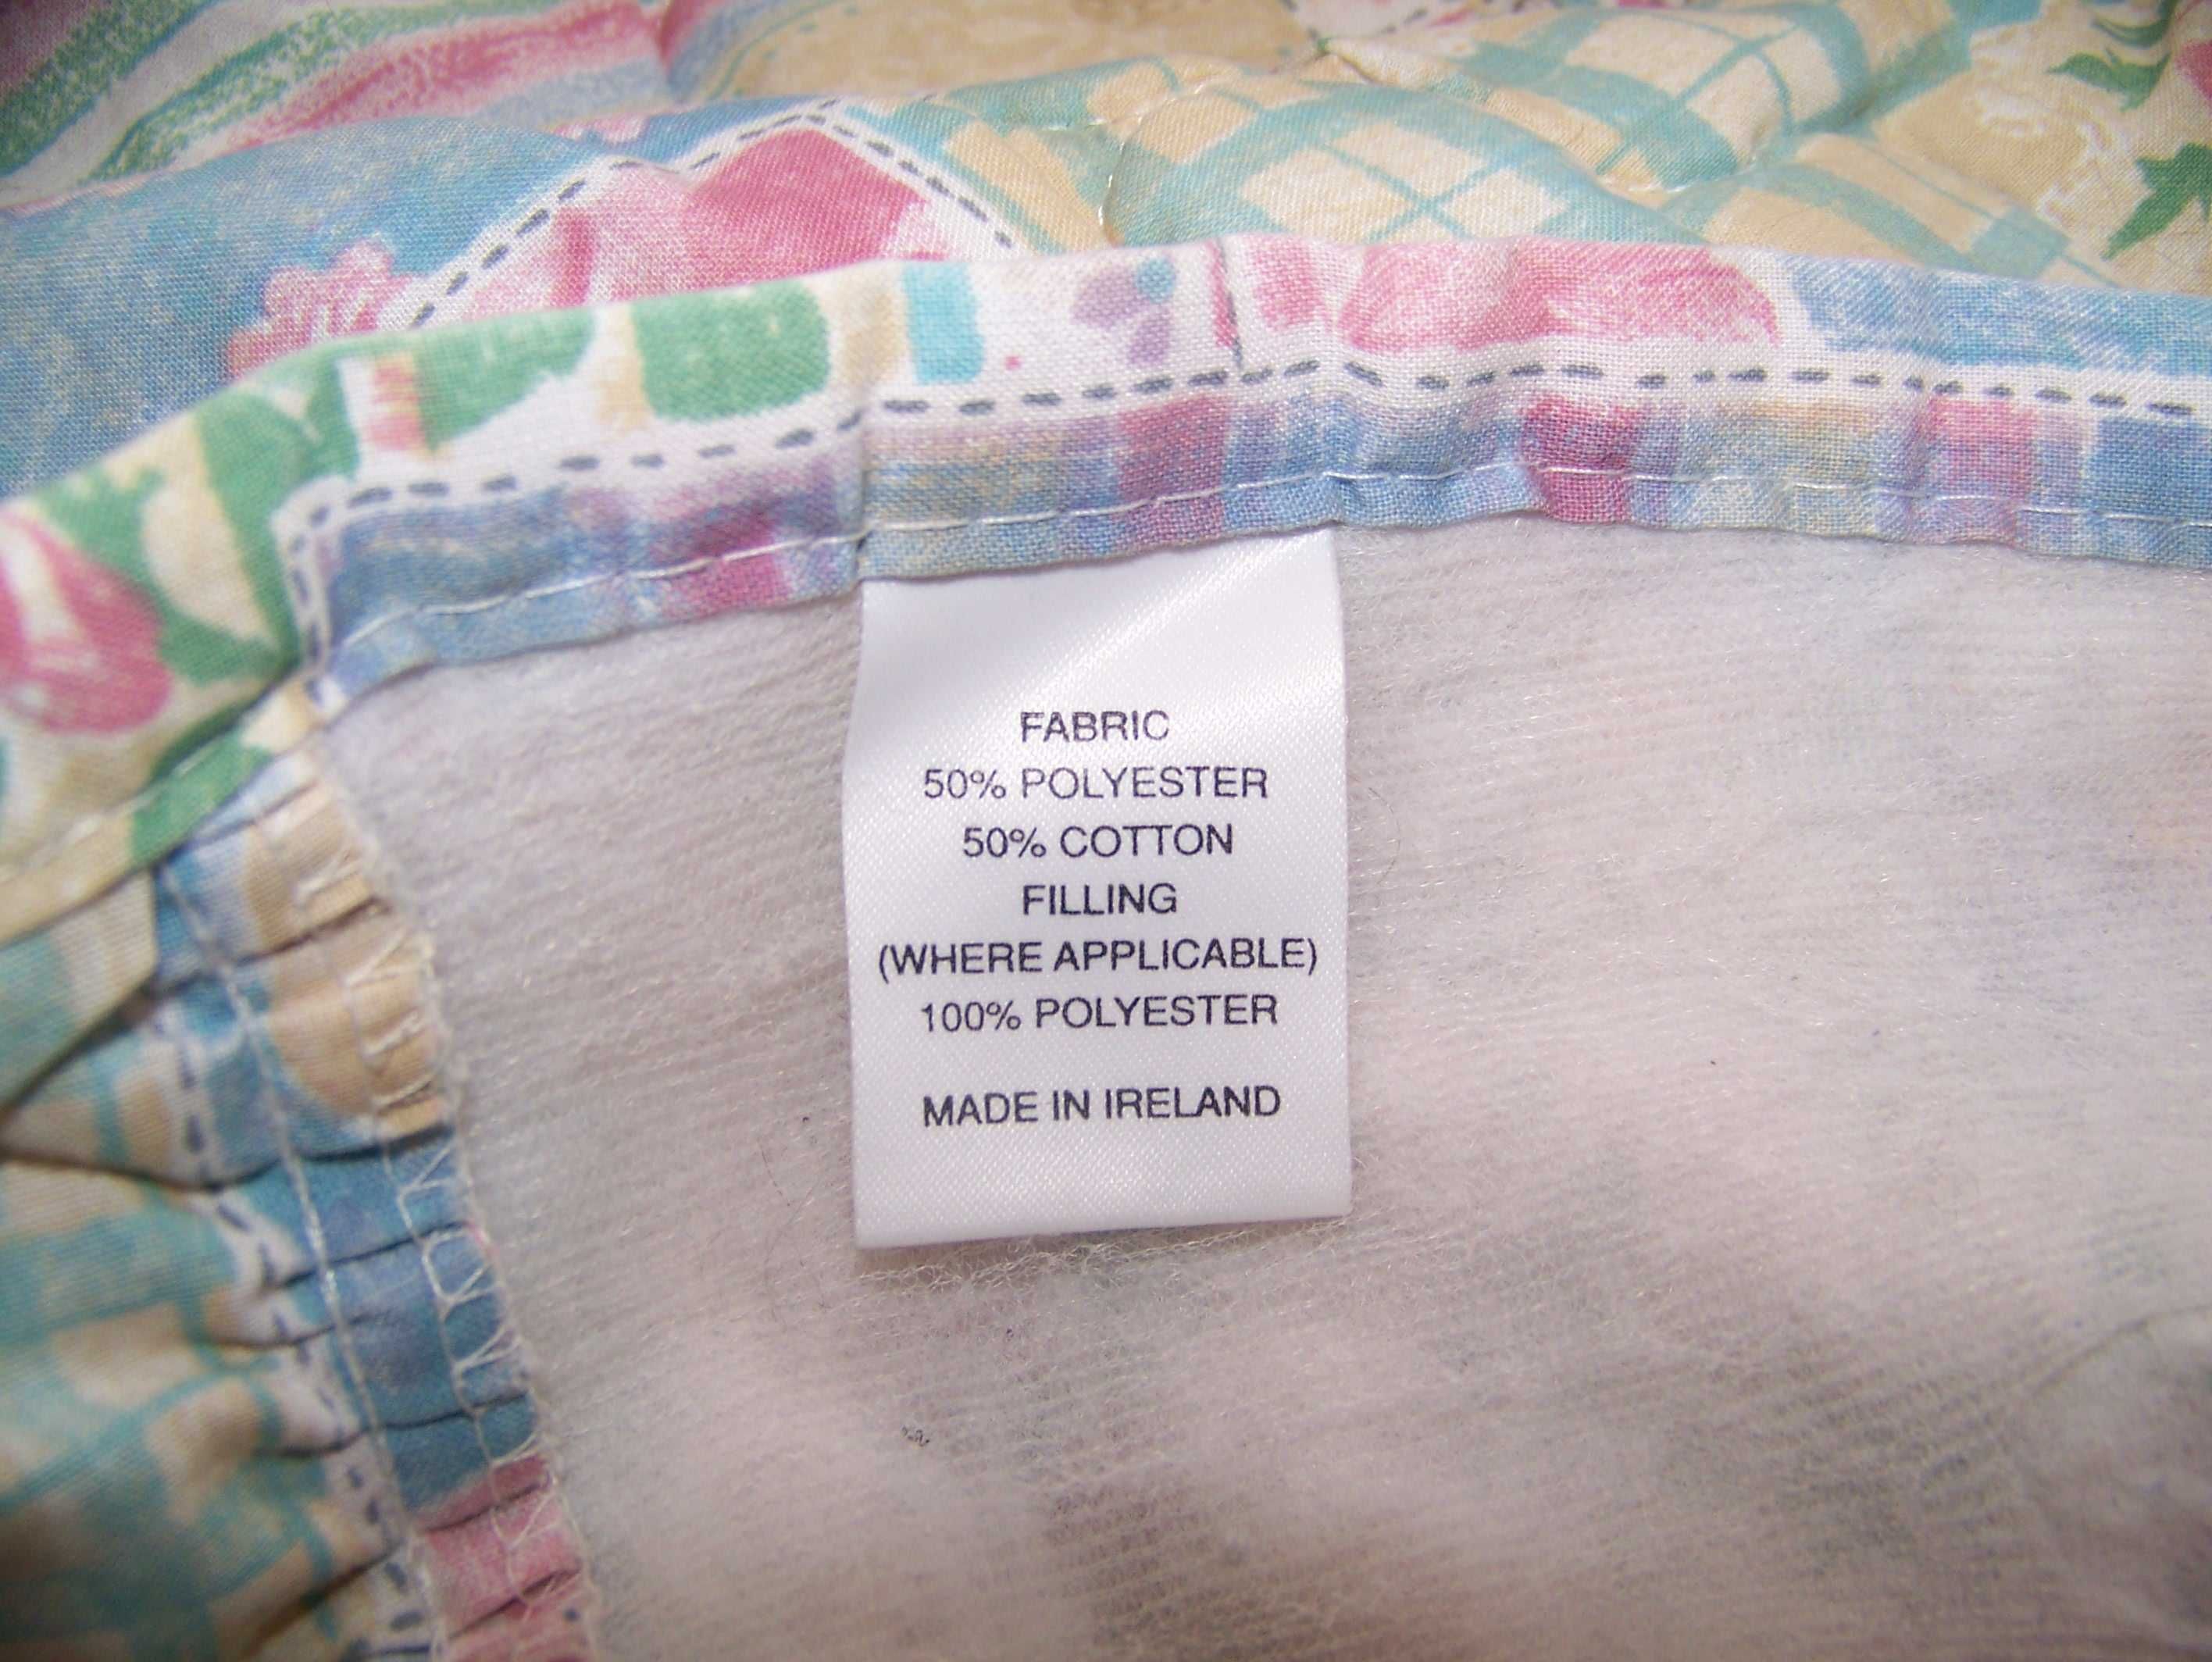 FABRIC
50% POLYESTER
50% COTTON
FILLING
(WHERE APPLICABLE)
100% POLYESTER
MADE IN IRELAND